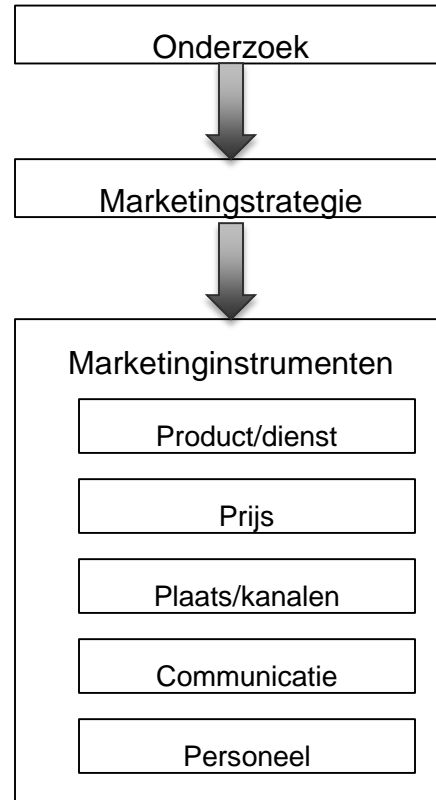 Onderzoek
Marketingstrategie
Marketinginstrumenten
Product/dienst
Prijs
Plaats/kanalen
Communicatie
Personeel